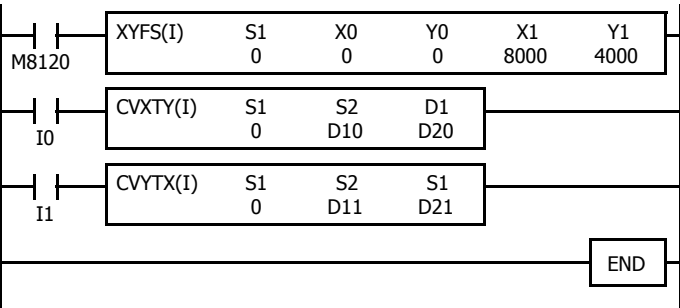 XYFS(I) S1 X0 Y0 X1 Y1
0 0 0 8000 4000
M8120
CVXTY(I) S1 S2 D1
0 D10 D20
I0
CVYTX(I) S1 S2 S1
0 D11 D21
I1
END